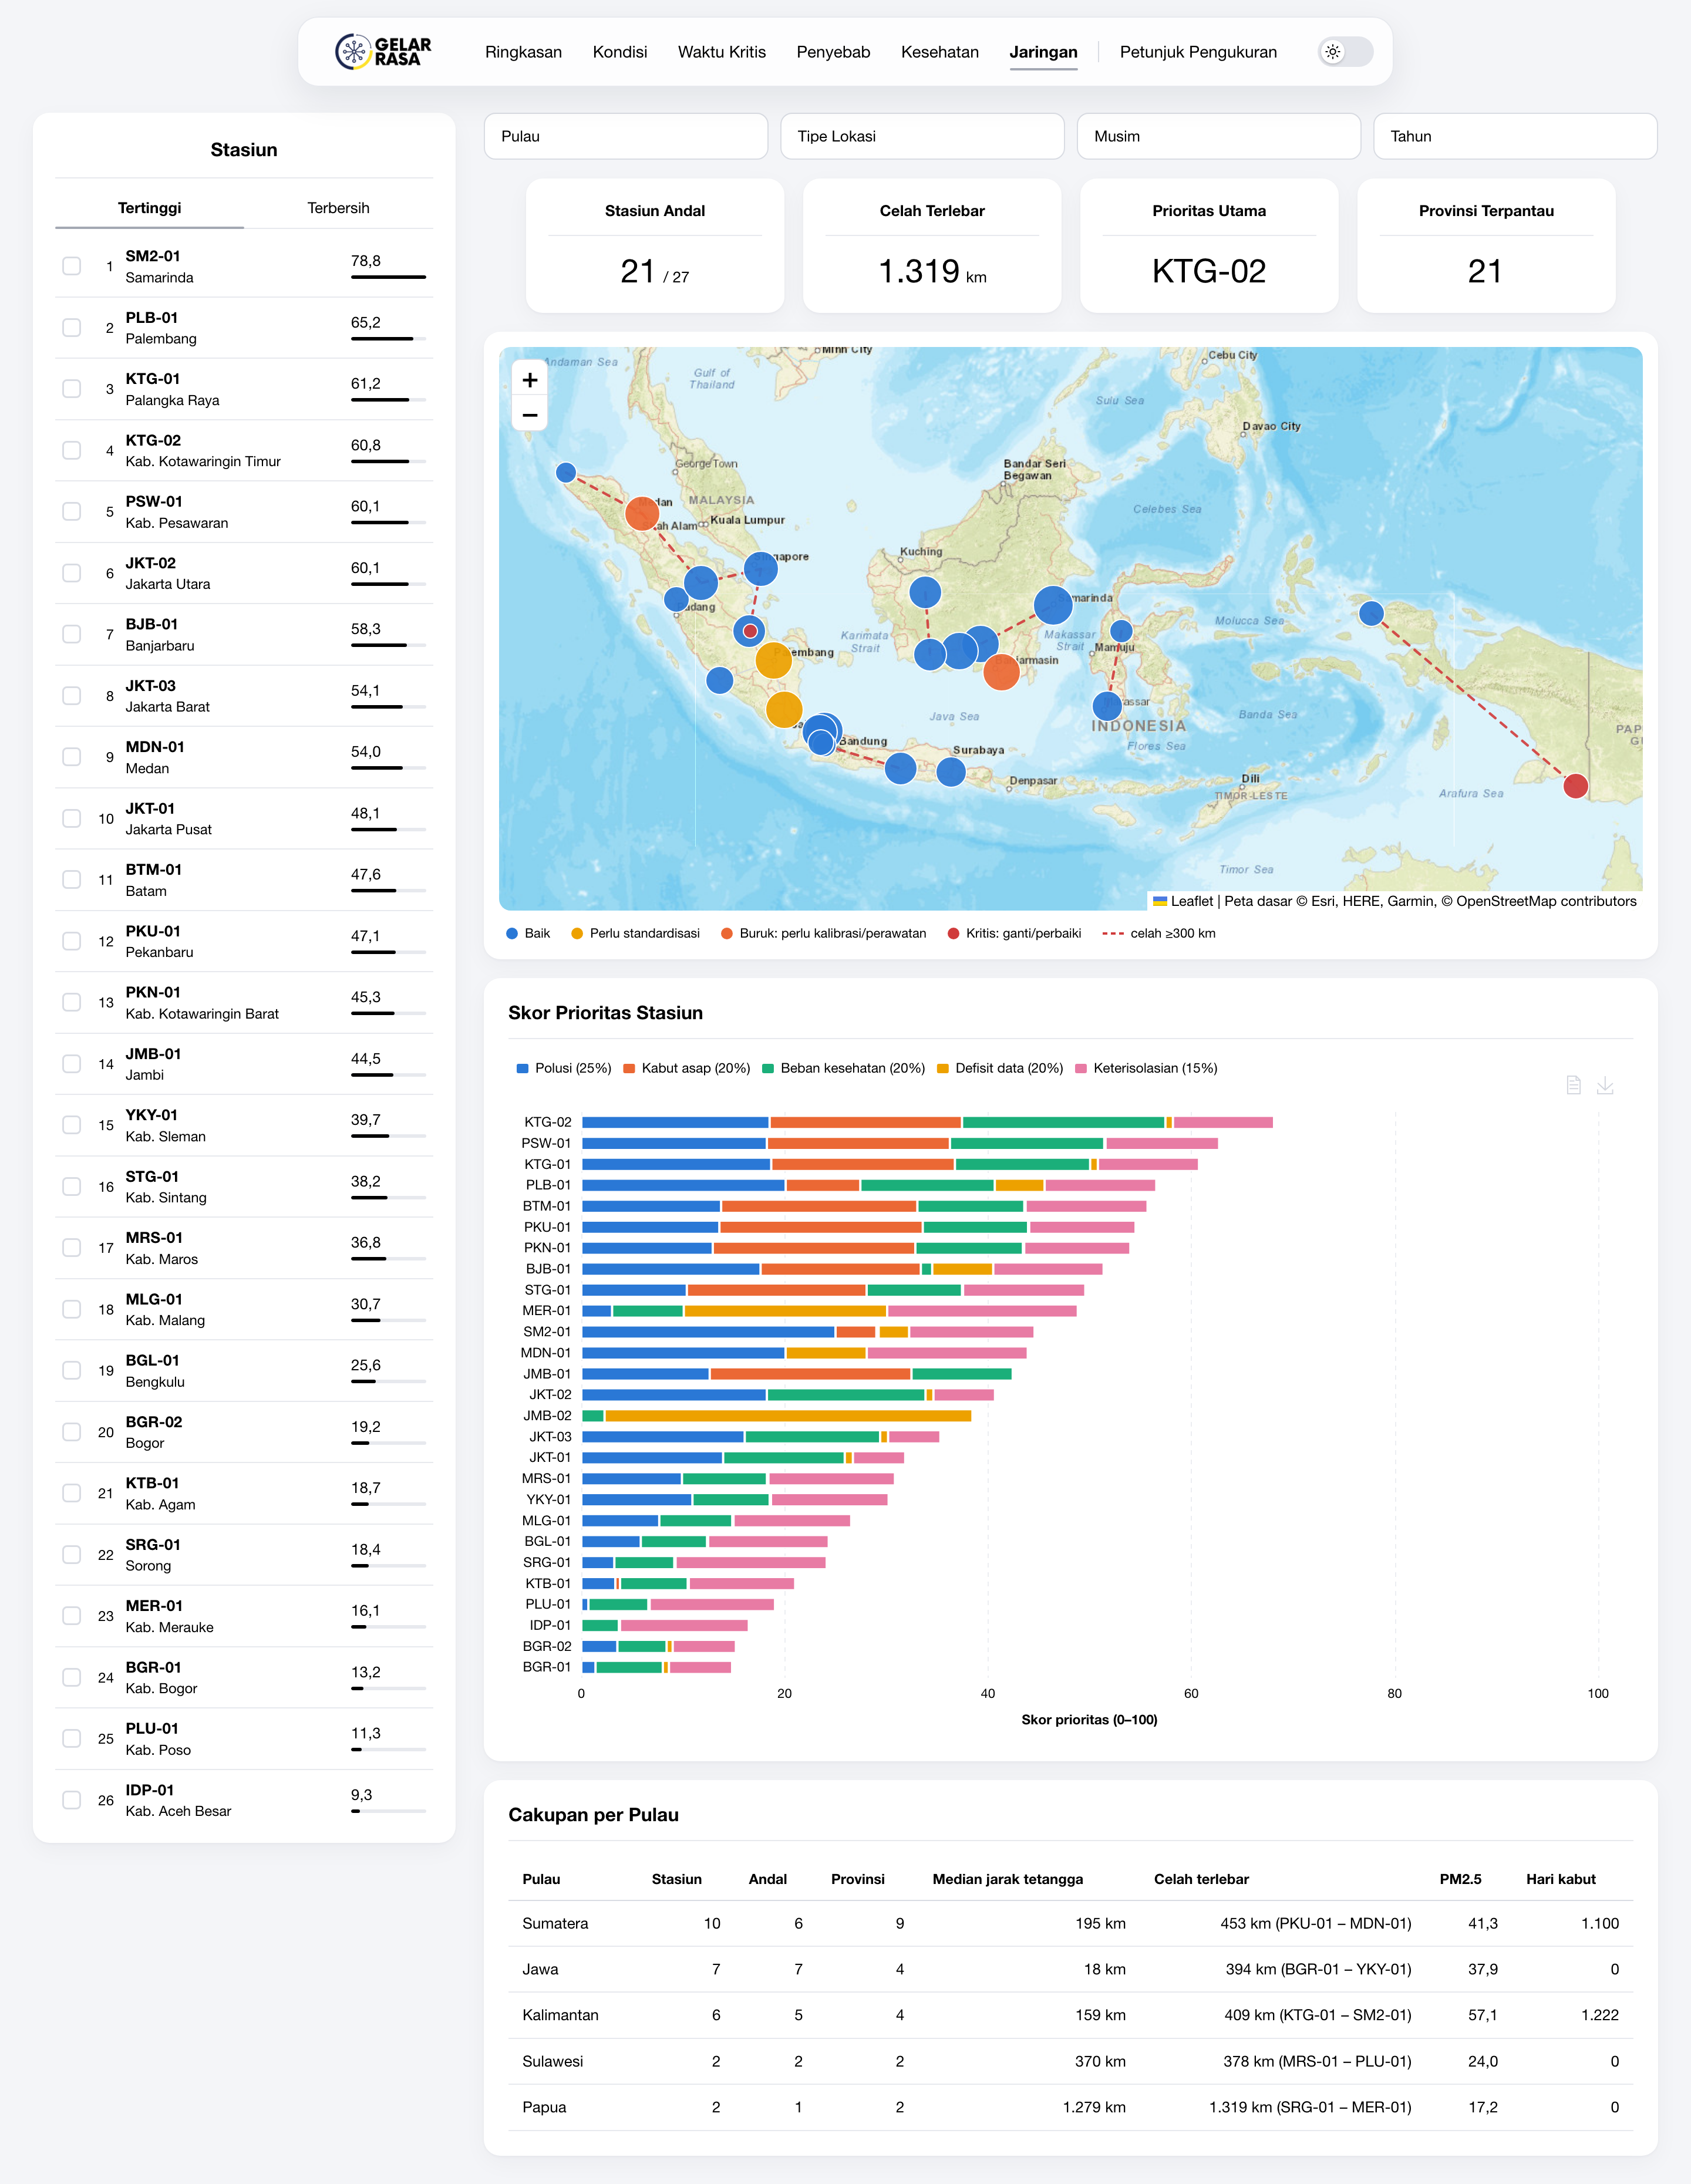 GELAR
RASA
Ringkasan
Kondisi
Waktu Kritis
Penyebab
Kesehatan
Jaringan
Petunjuk Pengukuran
Stasiun
Tertinggi
Terbersih
1 SM2-01 78,8
Samarinda
2 PLB-01 65,2
Palembang
3 KTG-01 61,2
Palangka Raya
4 KTG-02 60,8
Kab. Kotawaringin Timur
5 PSW-01 60,1
Kab. Pesawaran
6 JKT-02 60,1
Jakarta Utara
7 BJB-01 58,3
Banjarbaru
8 JKT-03 54,1
Jakarta Barat
9 MDN-01 54,0
Medan
10 JKT-01 48,1
Jakarta Pusat
11 BTM-01 47,6
Batam
12 PKU-01 47,1
Pekanbaru
13 PKN-01 45,3
Kab. Kotawaringin Barat
14 JMB-01 44,5
Jambi
15 YKY-01 39,7
Kab. Sleman
16 STG-01 38,2
Kab. Sintang
17 MRS-01 36,8
Kab. Maros
18 MLG-01 30,7
Kab. Malang
19 BGL-01 25,6
Bengkulu
20 BGR-02 19,2
Bogor
21 KTB-01 18,7
Kab. Agam
22 SRG-01 18,4
Sorong
23 MER-01 16,1
Kab. Merauke
24 BGR-01 13,2
Kab. Bogor
25 PLU-01 11,3
Kab. Poso
26 IDP-01 9,3
Kab. Aceh Besar
Pulau
Tipe Lokasi
Musim
Tahun
Stasiun Andal
21 / 27
Celah Terlebar
1.319 km
Prioritas Utama
KTG-02
Provinsi Terpantau
21
+
−
Andaman Sea
Minh City
Gulf of
Thailand
Cebu City
Sulu Sea
Davao City
George Town
MALAYSIA
Bandar Seri
Begawan
dan
ah Alam
Kuala Lumpur
Celebes Sea
gapore
Kuching
marinda
dang
Molucca Sea
Karimata
Strait
Makassar
Strait
Mamuju
embang
jarmasin
assar
Java Sea
INDONESIA
Banda Sea
Bandung
Surabaya
Flores Sea
Denpasar
Dili
TIMOR-LESTE
Arafura Sea
Timor Sea
PAP
Leaflet | Peta dasar © Esri, HERE, Garmin, © OpenStreetMap contributors
Baik
Perlu standardisasi
Buruk: perlu kalibrasi/perawatan
Kritis: ganti/perbaiki
celah ≥300 km
Skor Prioritas Stasiun
Polusi (25%)
Kabut asap (20%)
Beban kesehatan (20%)
Defisit data (20%)
Keterisolasian (15%)
KTG-02
PSW-01
KTG-01
PLB-01
BTM-01
PKU-01
PKN-01
BJB-01
STG-01
MER-01
SM2-01
MDN-01
JMB-01
JKT-02
JMB-02
JKT-03
JKT-01
MRS-01
YKY-01
MLG-01
BGL-01
SRG-01
KTB-01
PLU-01
IDP-01
BGR-02
BGR-01
0 20 40 60 80 100
Skor prioritas (0–100)
Cakupan per Pulau
Pulau Stasiun Andal Provinsi Median jarak tetangga Celah terlebar PM2.5 Hari kabut
Sumatera 10 6 9 195 km 453 km (PKU-01 – MDN-01) 41,3 1.100
Jawa 7 7 4 18 km 394 km (BGR-01 – YKY-01) 37,9 0
Kalimantan 6 5 4 159 km 409 km (KTG-01 – SM2-01) 57,1 1.222
Sulawesi 2 2 2 370 km 378 km (MRS-01 – PLU-01) 24,0 0
Papua 2 1 2 1.279 km 1.319 km (SRG-01 – MER-01) 17,2 0